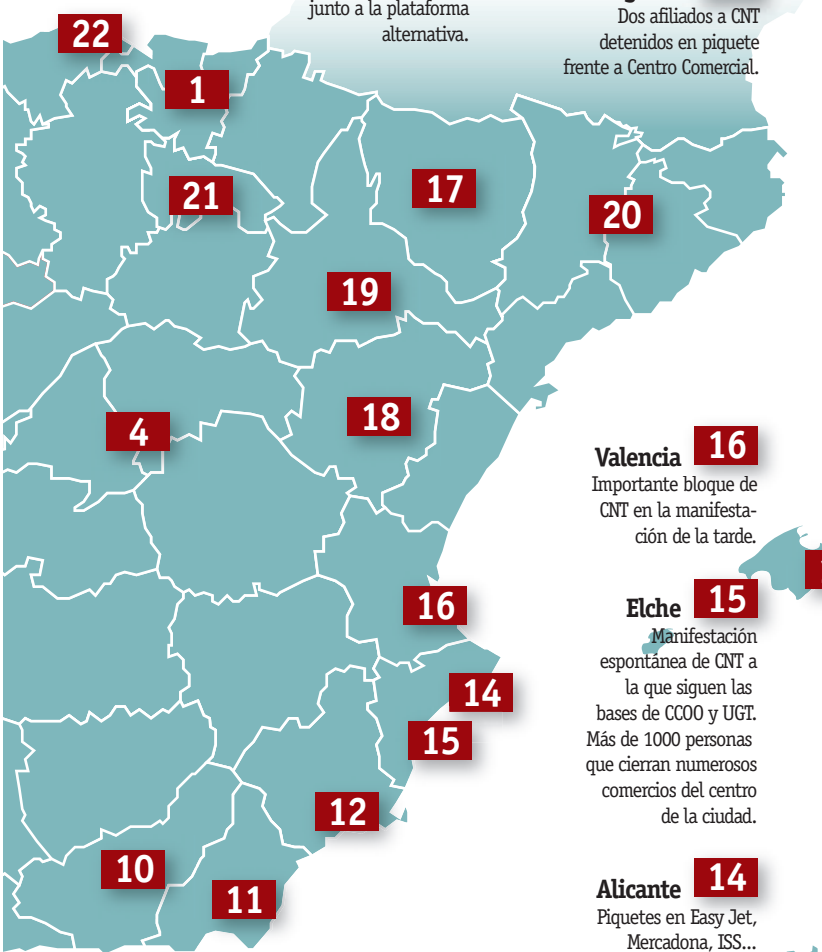 junto a la plataforma
alternativa.
Dos afiliados a CNT
detenidos en piquete
frente a Centro Comercial.
22
1
21
17
20
19
4
18
16
14
15
12
10
11
Valencia 16
Importante bloque de
CNT en la manifesta-
ción de la tarde.
Elche 15
Manifestación
espontánea de CNT a
la que siguen las
bases de CCOO y UGT.
Más de 1000 personas
que cierran numerosos
comercios del centro
de la ciudad.
Alicante 14
Piquetes en Easy Jet,
Mercadona, ISS...